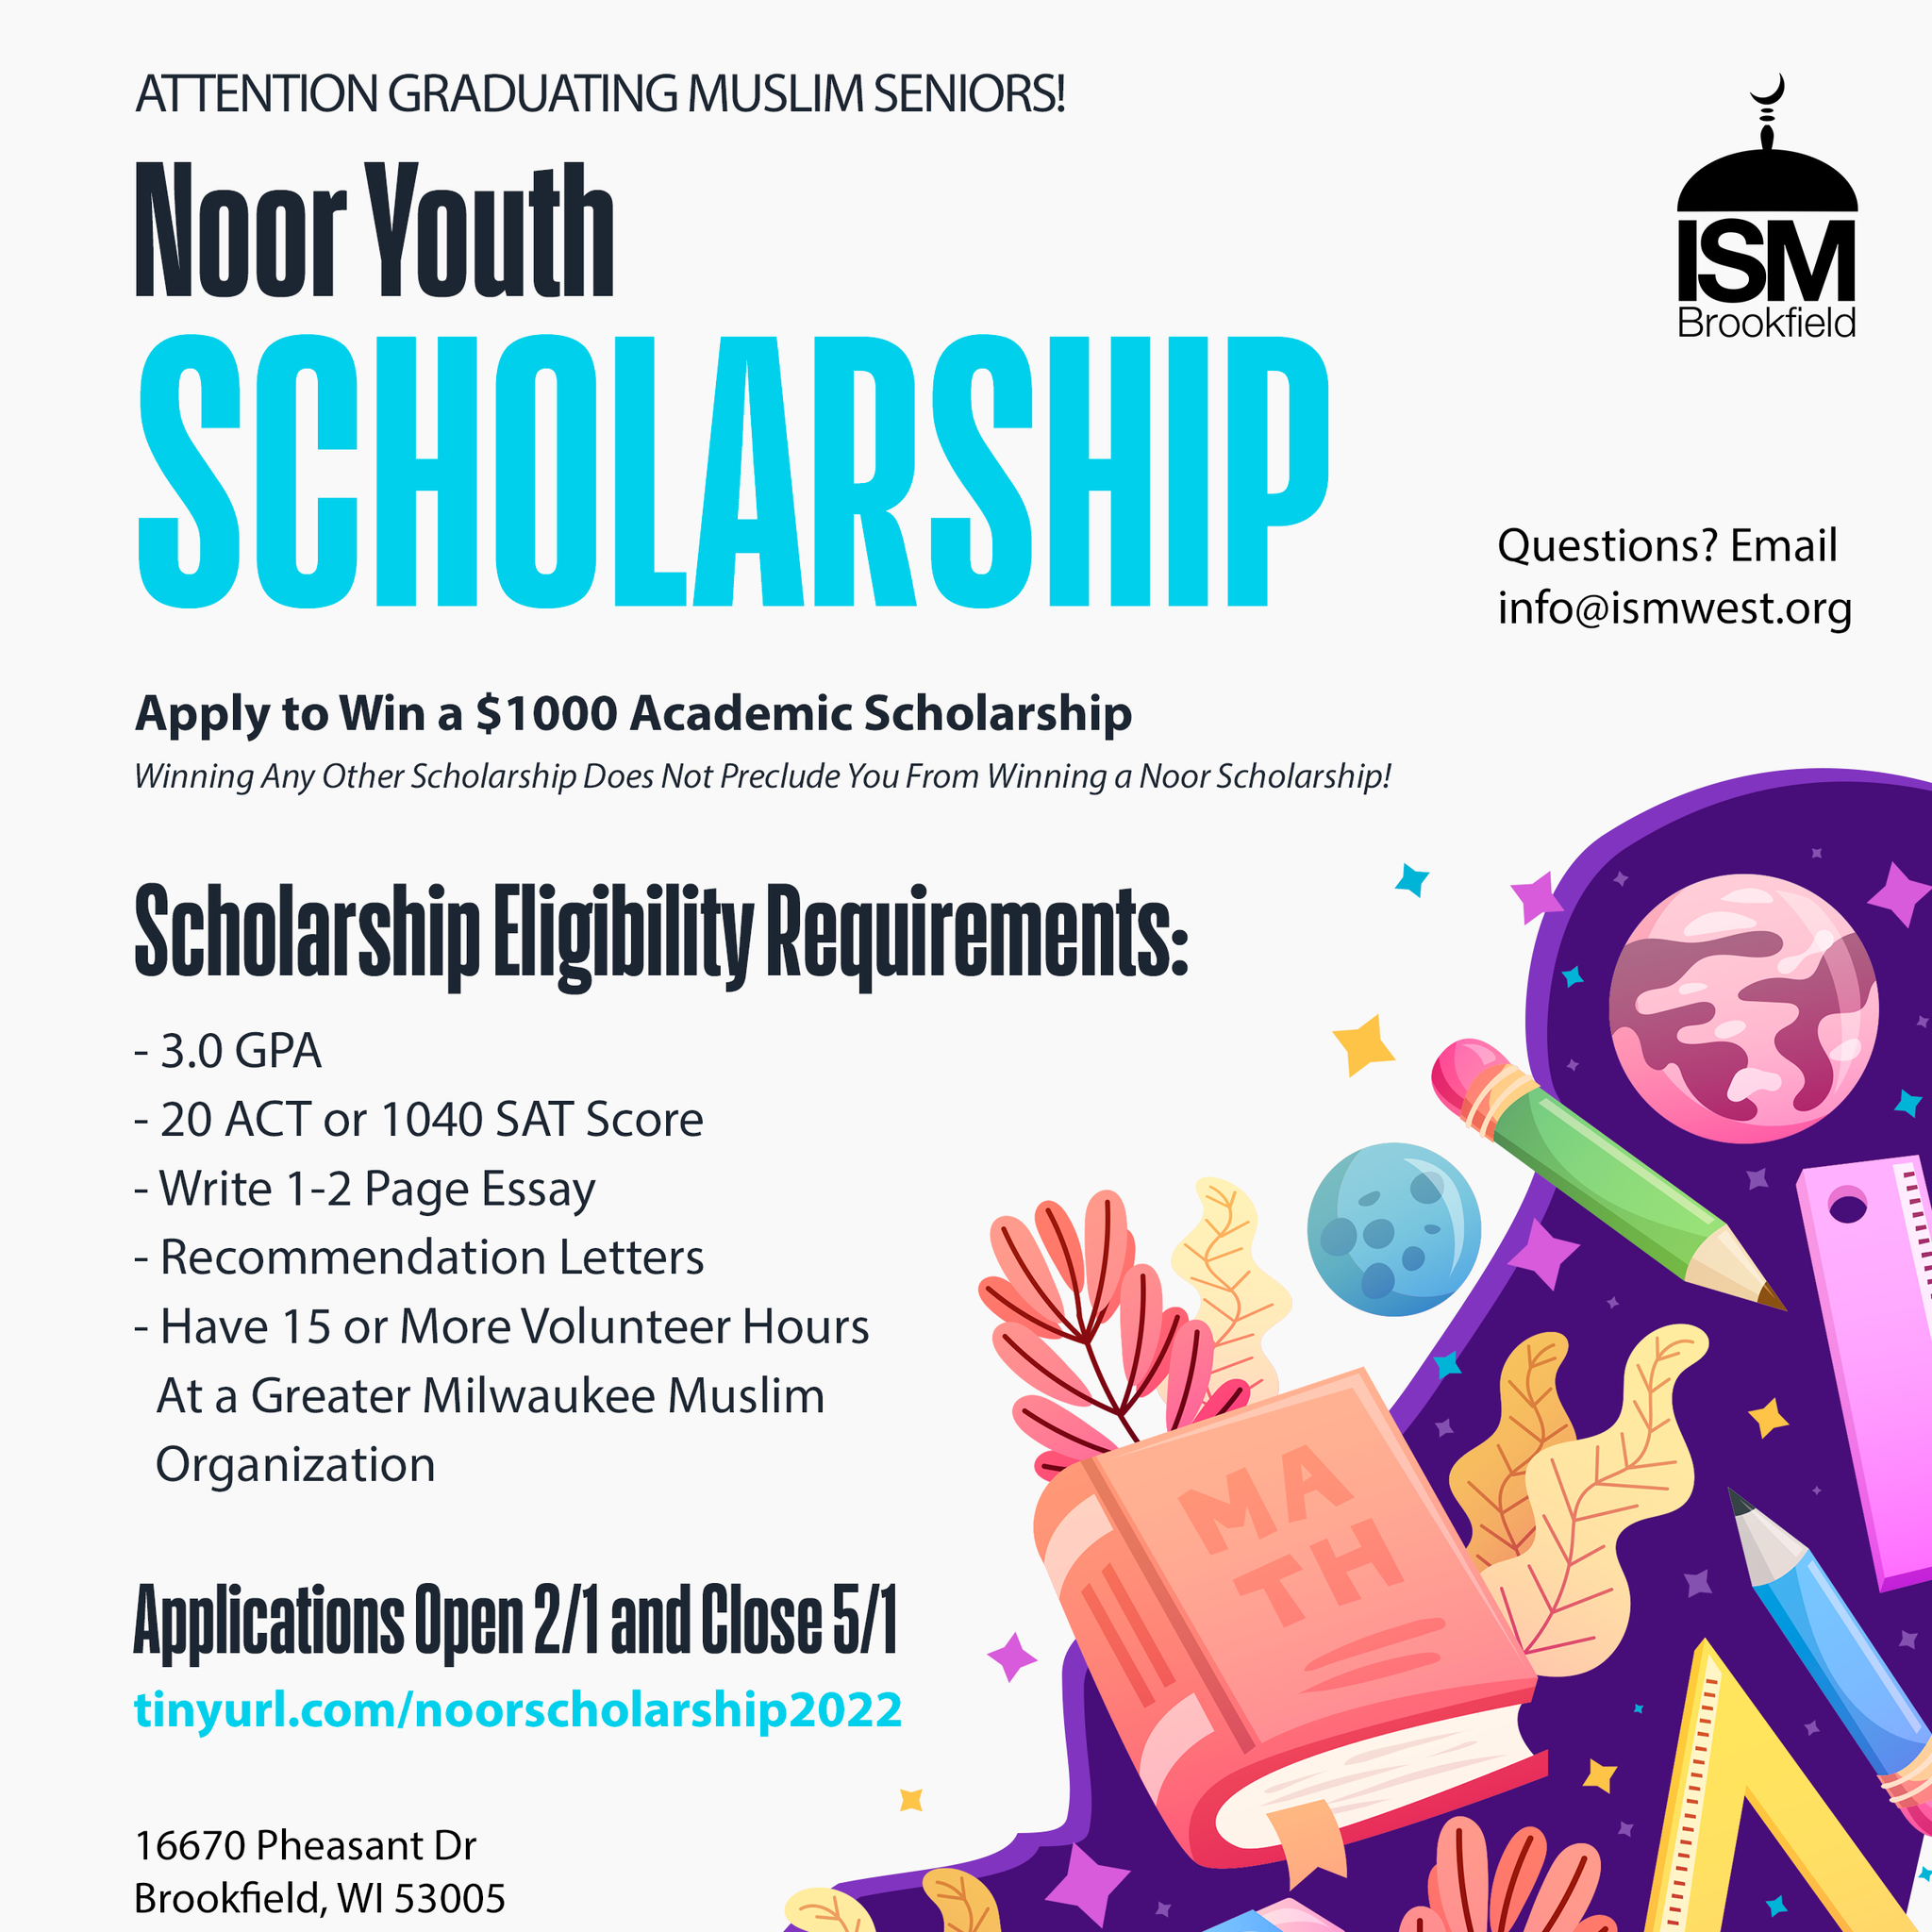 ATTENTION GRADUATING MUSLIM SENIORS!
Noor Youth
SCHOLARSHIP
ISM
Brookfield
Questions? Email
info@ismwest.org
Apply to Win a $1000 Academic Scholarship
Winning Any Other Scholarship Does Not Preclude You From Winning a Noor Scholarship!
Scholarship Eligibility Requirements:
- 3.0 GPA
- 20 ACT or 1040 SAT Score
- Write 1-2 Page Essay
- Recommendation Letters
- Have 15 or More Volunteer Hours
At a Greater Milwaukee Muslim
Organization
MA
TH
Applications Open 2/1 and Close 5/1
tinyurl.com/noorscholarship2022
16670 Pheasant Dr
Brookfield, WI 53005